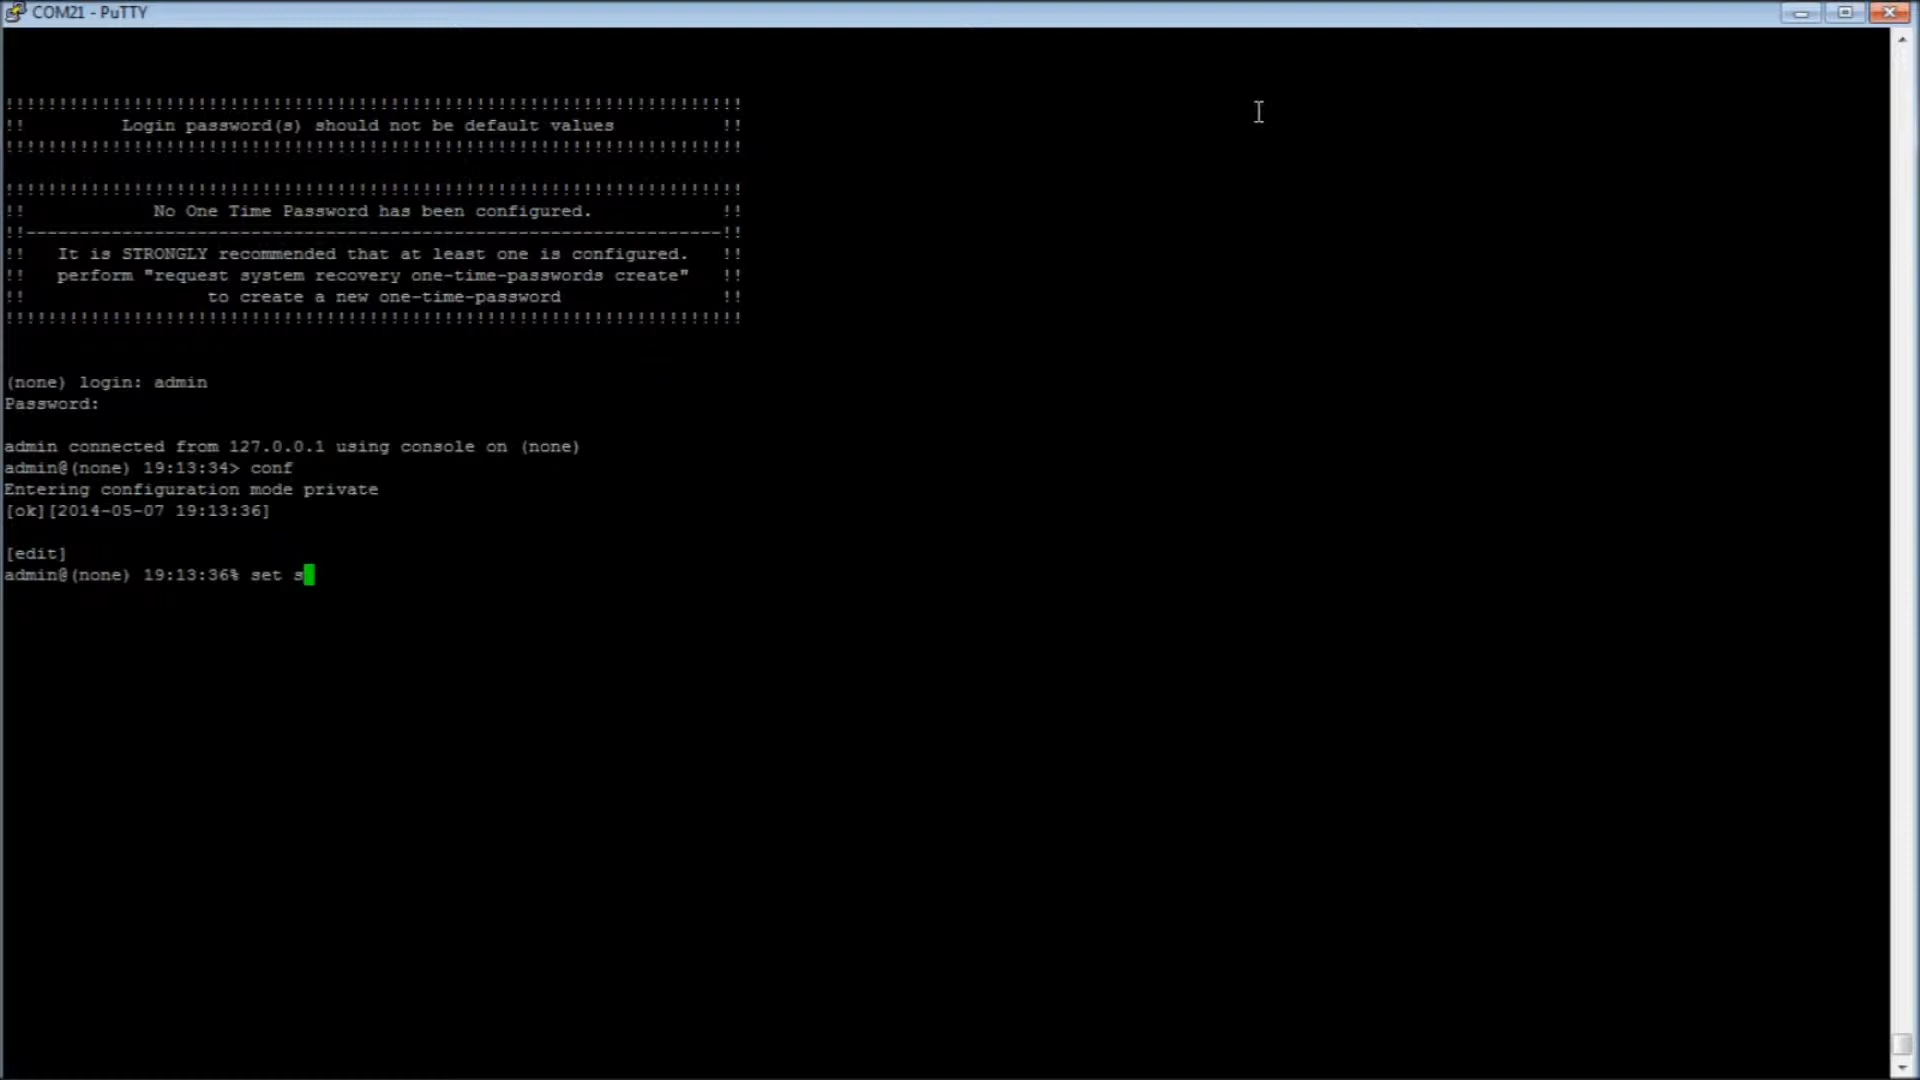 COM21 - PuTTY
!!!!!!!!!!!!!!!!!!!!!!!!!!!!!!!!!!!!!!!!!!!!!!!!!!!!!!!!!!!!!!!!!!!!!
!! Login password(s) should not be default values !!
!!!!!!!!!!!!!!!!!!!!!!!!!!!!!!!!!!!!!!!!!!!!!!!!!!!!!!!!!!!!!!!!!!!!!
!!!!!!!!!!!!!!!!!!!!!!!!!!!!!!!!!!!!!!!!!!!!!!!!!!!!!!!!!!!!!!!!!!!!!
!! No One Time Password has been configured. !!
!!-----------------------------------------------------------------!!
!! It is STRONGLY recommended that at least one is configured. !!
!! perform "request system recovery one-time-passwords create" !!
!! to create a new one-time-password !!
!!!!!!!!!!!!!!!!!!!!!!!!!!!!!!!!!!!!!!!!!!!!!!!!!!!!!!!!!!!!!!!!!!!!!
(none) login: admin
Password:
admin connected from 127.0.0.1 using console on (none)
admin@(none) 19:13:34> conf
Entering configuration mode private
[ok][2014-05-07 19:13:36]
[edit]
admin@(none) 19:13:36% set s